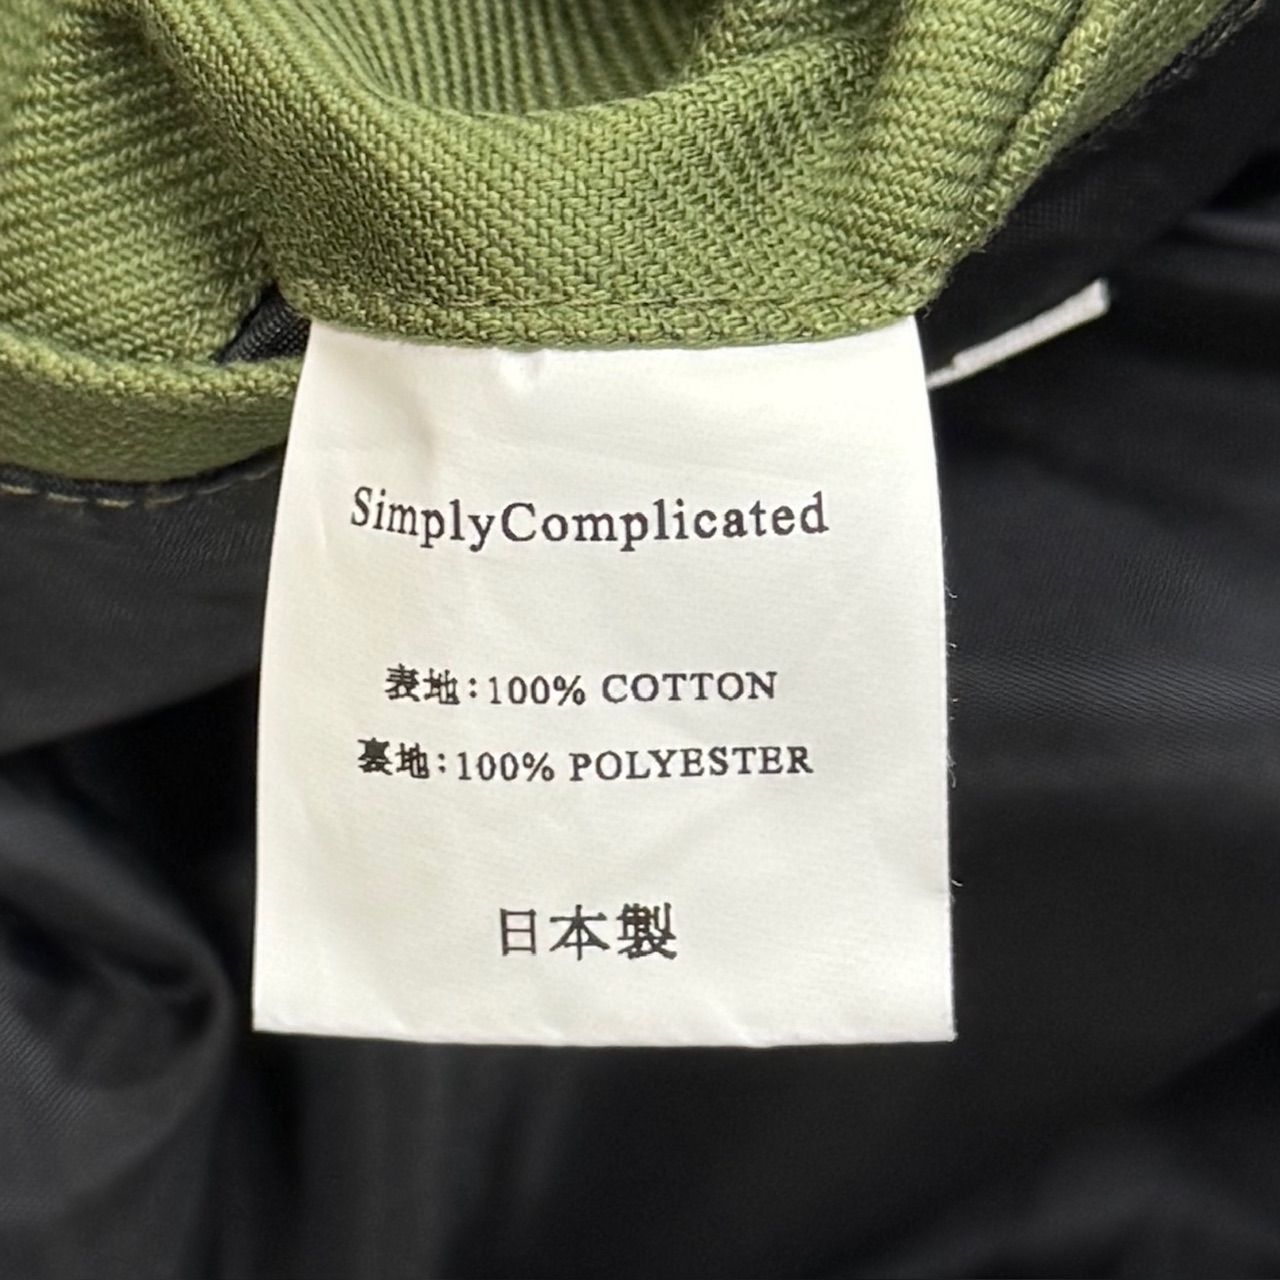 SimplyComplicated
表地:100% COTTON
裏地:100% POLYESTER
日本製